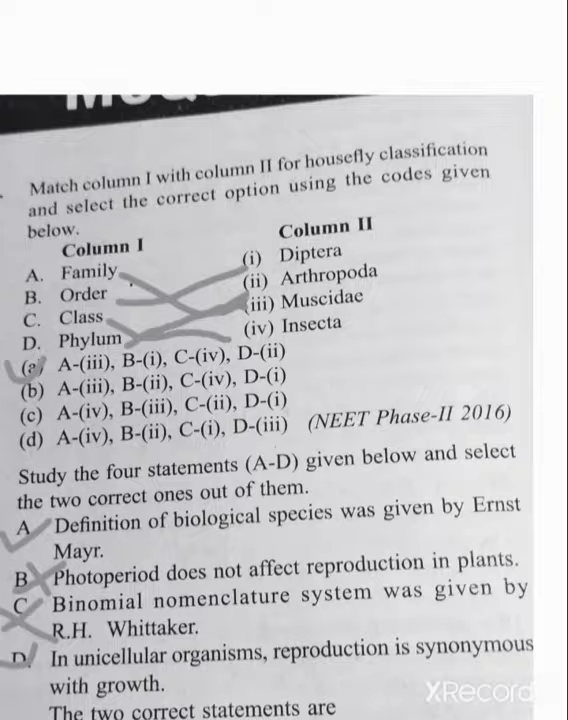 Match column I with column II for housefly classification
and select the correct option using the codes given
below.
Column I Column II
A. Family (i) Diptera
B. Order (ii) Arthropoda
C. Class (iii) Muscidae
D. Phylum (iv) Insecta
(a) A-(iii), B-(i), C-(iv), D-(ii)
(b) A-(iii), B-(ii), C-(iv), D-(i)
(c) A-(iv), B-(iii), C-(ii), D-(i)
(d) A-(iv), B-(ii), C-(i), D-(iii) (NEET Phase-II 2016)
Study the four statements (A-D) given below and select
the two correct ones out of them.
A Definition of biological species was given by Ernst
Mayr.
B Photoperiod does not affect reproduction in plants.
C Binomial nomenclature system was given by
R.H. Whittaker.
D. In unicellular organisms, reproduction is synonymous
with growth.
The two correct statements are
XRecord